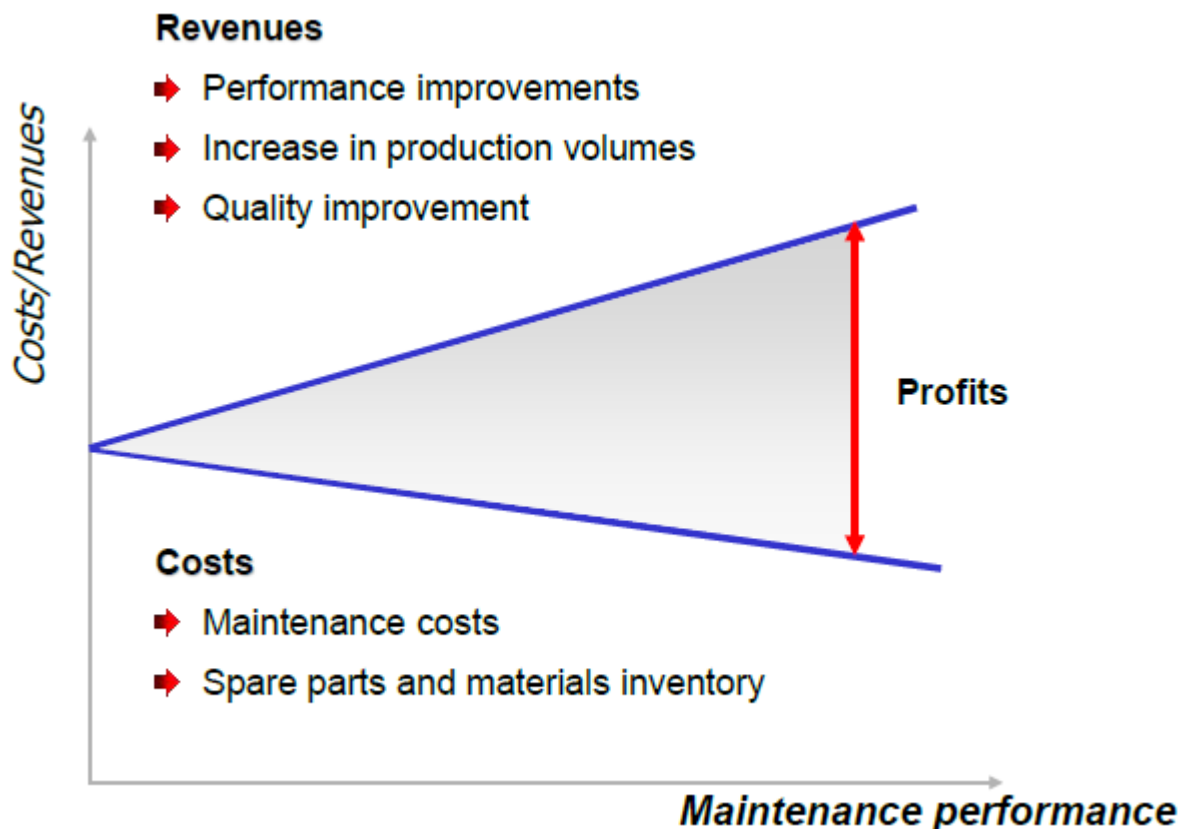 Revenues
Performance improvements
Increase in production volumes
Quality improvement
Costs/Revenues
Profits
Costs
Maintenance costs
Spare parts and materials inventory
Maintenance performance